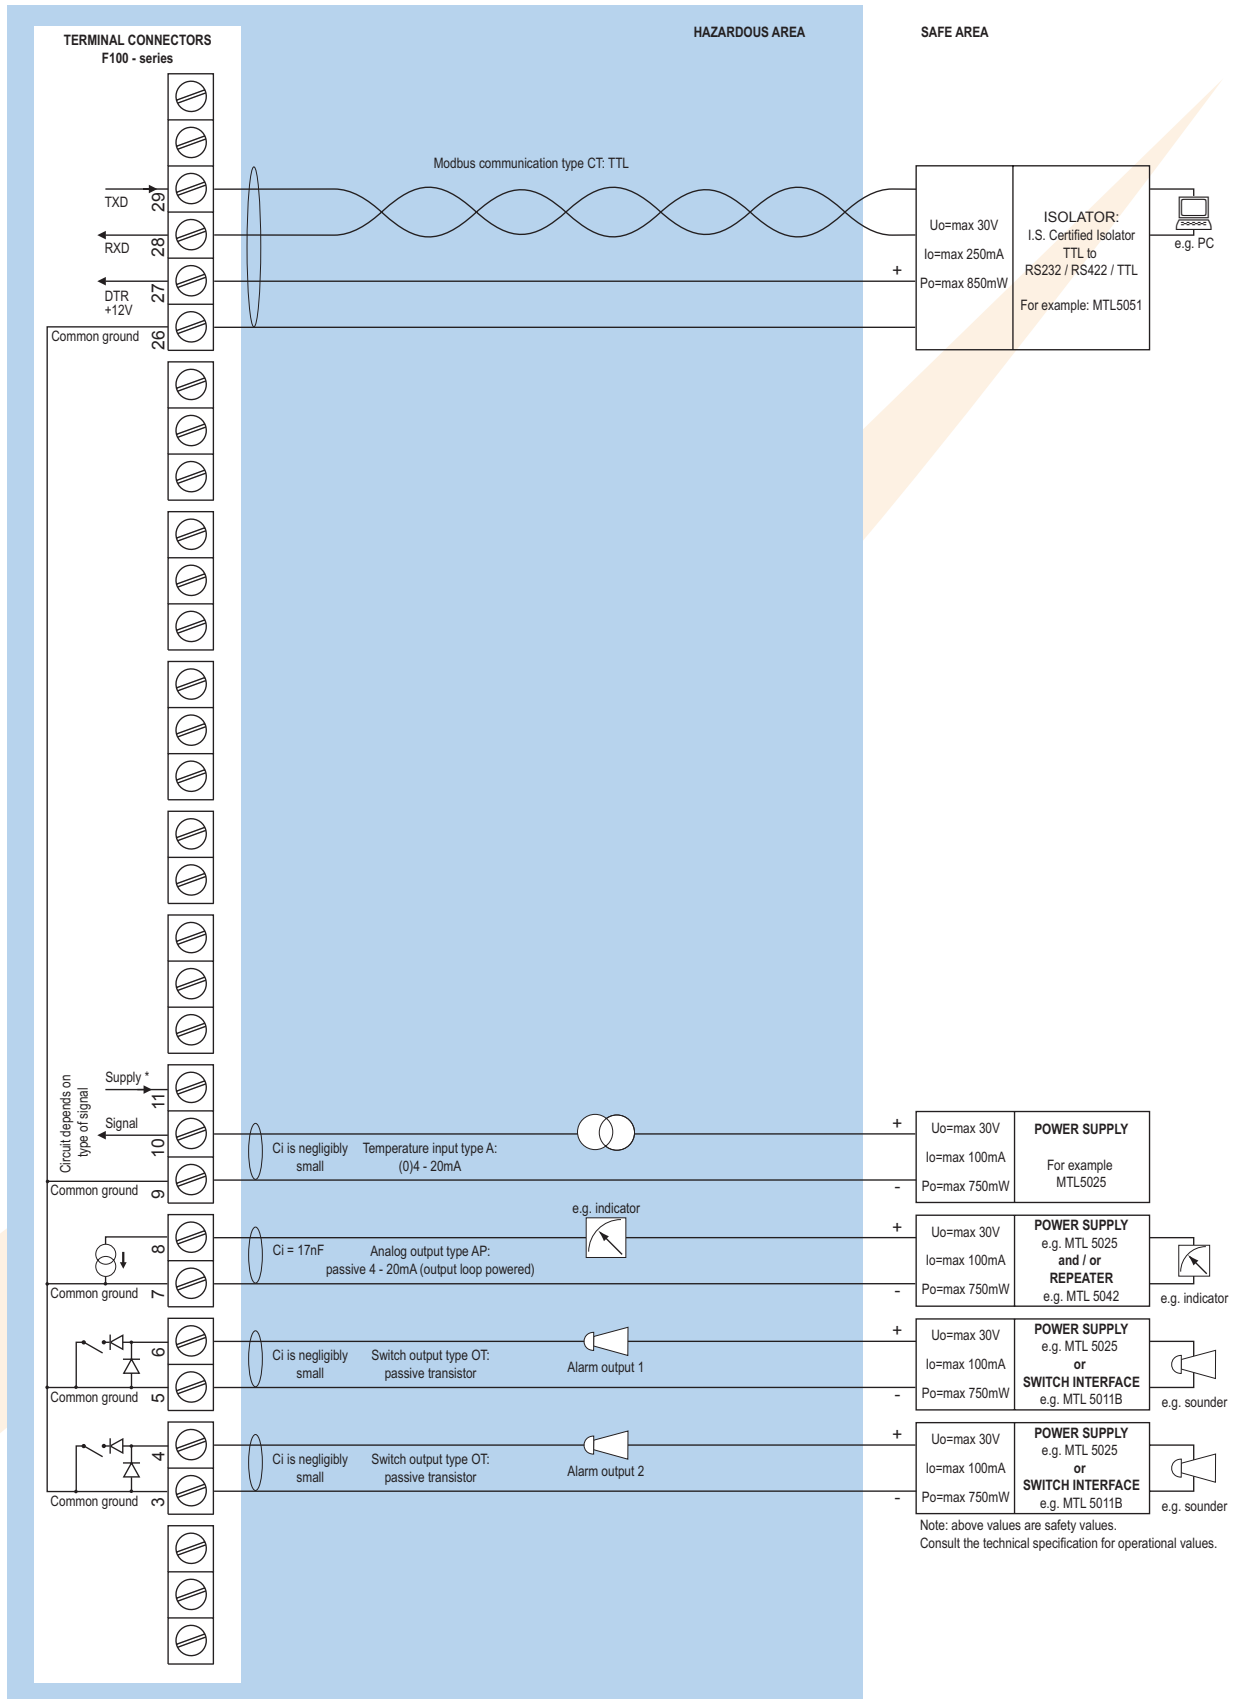 HAZARDOUS AREA
SAFE AREA
TERMINAL CONNECTORS
F100 - series
Modbus communication type CT: TTL
TXD
29
RXD
28
DTR
+12V
27
Common ground
26
+
Uo=max 30V
Io=max 250mA
Po=max 850mW
ISOLATOR:
I.S. Certified Isolator
TTL to
RS232 / RS422 / TTL
For example: MTL5051
e.g. PC
Circuit depends on
type of signal
Supply *
11
Signal
10
Common ground
9
Ci is negligibly
small
Temperature input type A:
(0)4 - 20mA
+
-
Uo=max 30V
Io=max 100mA
Po=max 750mW
POWER SUPPLY
For example
MTL5025
8
Common ground
7
Ci = 17nF
Analog output type AP:
passive 4 - 20mA (output loop powered)
e.g. indicator
+
-
Uo=max 30V
Io=max 100mA
Po=max 750mW
POWER SUPPLY
e.g. MTL 5025
and / or
REPEATER
e.g. MTL 5042
e.g. indicator
6
Common ground
5
Ci is negligibly
small
Switch output type OT:
passive transistor
Alarm output 1
+
-
Uo=max 30V
Io=max 100mA
Po=max 750mW
POWER SUPPLY
e.g. MTL 5025
or
SWITCH INTERFACE
e.g. MTL 5011B
e.g. sounder
4
Common ground
3
Ci is negligibly
small
Switch output type OT:
passive transistor
Alarm output 2
+
-
Uo=max 30V
Io=max 100mA
Po=max 750mW
POWER SUPPLY
e.g. MTL 5025
or
SWITCH INTERFACE
e.g. MTL 5011B
e.g. sounder
Note: above values are safety values.
Consult the technical specification for operational values.